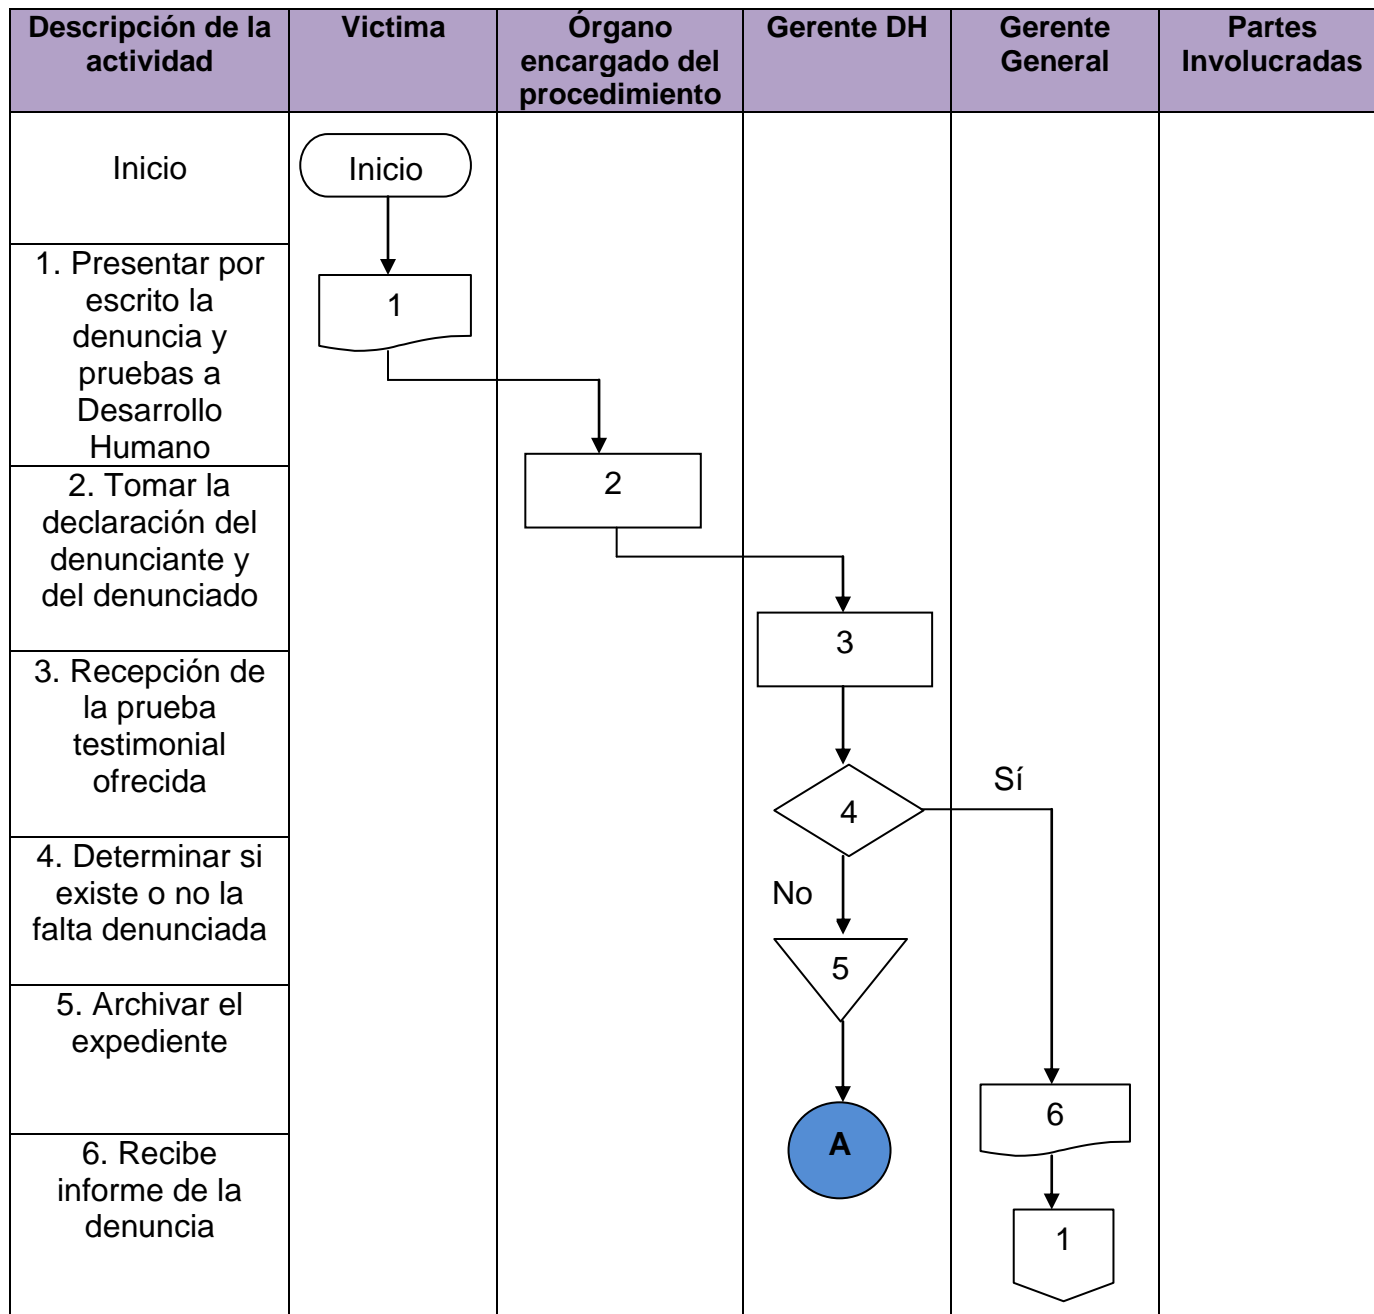 Descripción de la
actividad
Victima
Órgano
encargado del
procedimiento
Gerente DH
Gerente
General
Partes
Involucradas
Inicio
Inicio
1. Presentar por
escrito la
denuncia y
pruebas a
Desarrollo
Humano
1
2. Tomar la
declaración del
denunciante y
del denunciado
2
3. Recepción de
la prueba
testimonial
ofrecida
3
4. Determinar si
existe o no la
falta denunciada
4
Sí
No
5. Archivar el
expediente
5
A
6. Recibe
informe de la
denuncia
6
1